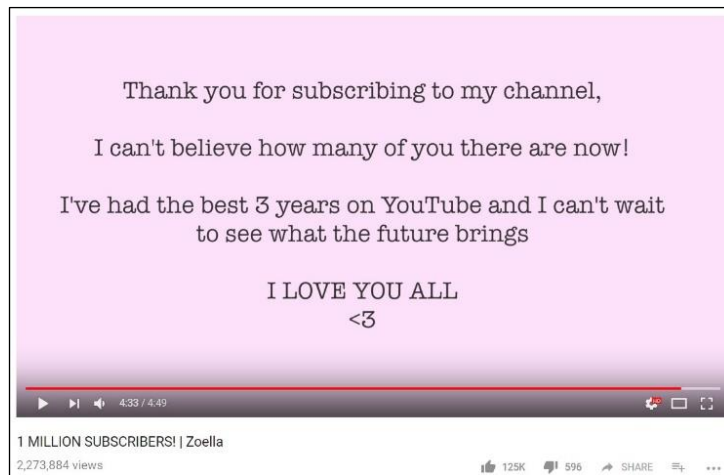 Thank you for subscribing to my channel,
I can't believe how many of you there are now!
I've had the best 3 years on YouTube and I can't wait
to see what the future brings
I LOVE YOU ALL
<3
4:33 / 4:49
HD
1 MILLION SUBSCRIBERS! | Zoella
2,273,884 views
125K 596 SHARE